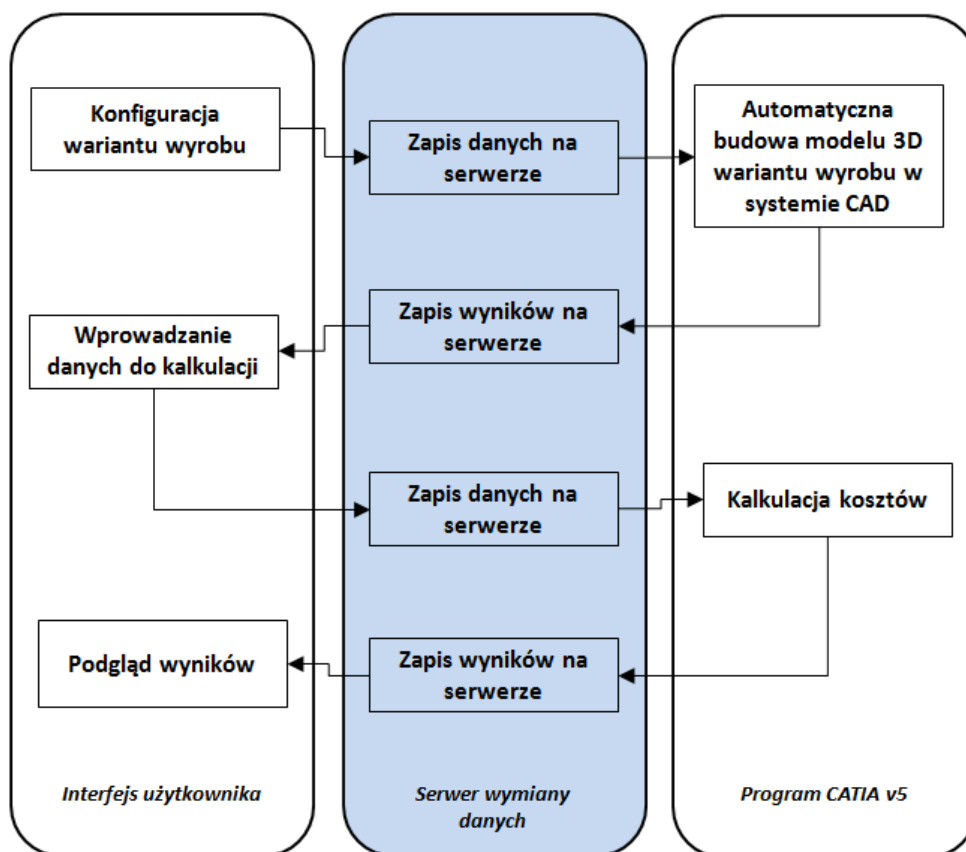 Konfiguracja
wariantu wyrobu
Zapis danych na
serwerze
Automatyczna
budowa modelu 3D
wariantu wyrobu w
systemie CAD
Zapis wyników na
serwerze
Wprowadzanie
danych do kalkulacji
Zapis danych na
serwerze
Kalkulacja kosztów
Zapis wyników na
serwerze
Podgląd wyników
Interfejs użytkownika
Serwer wymiany
danych
Program CATIA v5